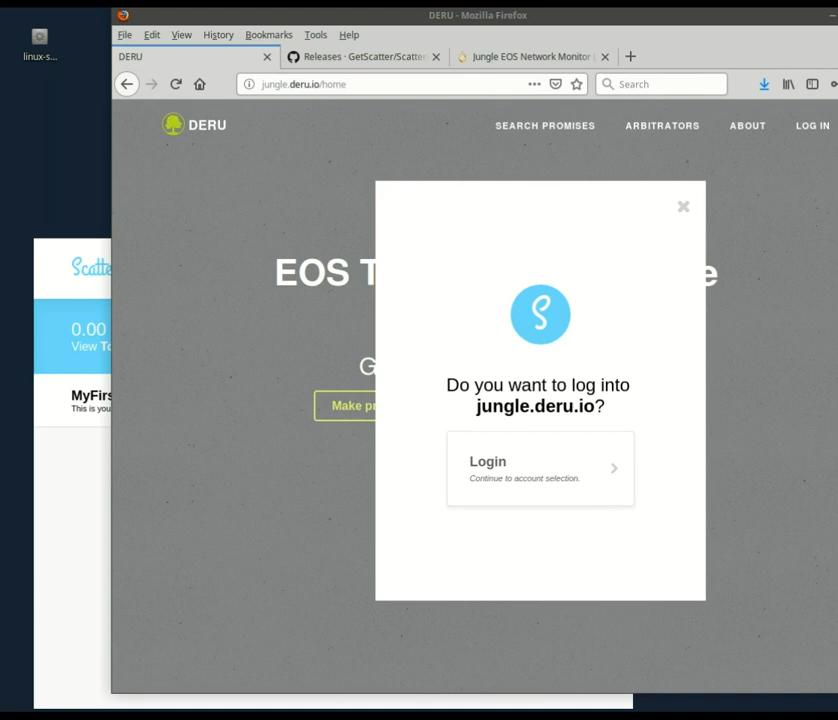 DERU - Mozilla Firefox
linux-s...
File Edit View History Bookmarks Tools Help
DERU
Releases · GetScatter/Scatter
Jungle EOS Network Monitor
jungle.deru.io/home
Search
DERU
SEARCH PROMISES ARBITRATORS ABOUT LOG IN
Scatte
0.00
View To
MyFirs
This is you
EOS T
e
G
Make pr
Do you want to log into
jungle.deru.io?
Login
Continue to account selection.